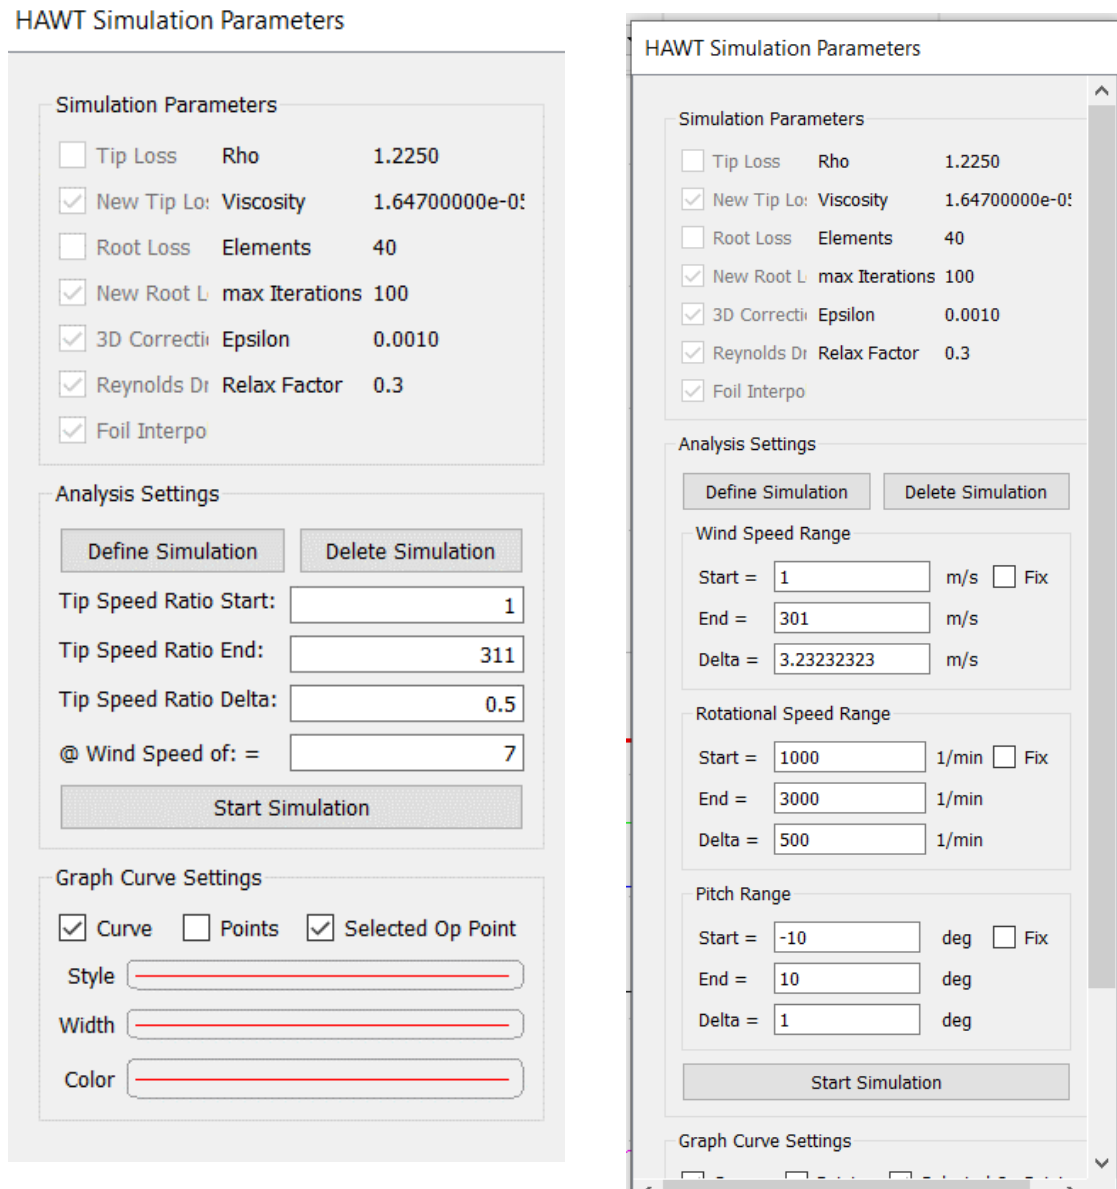 HAWT Simulation Parameters
Simulation Parameters
Tip Loss Rho 1.2250
New Tip Lo: Viscosity 1.64700000e-05
Root Loss Elements 40
New Root L max Iterations 100
3D Correcti Epsilon 0.0010
Reynolds Dr Relax Factor 0.3
Foil Interpo
Analysis Settings
Define Simulation Delete Simulation
Tip Speed Ratio Start: 1
Tip Speed Ratio End: 311
Tip Speed Ratio Delta: 0.5
@ Wind Speed of: = 7
Start Simulation
Graph Curve Settings
Curve Points Selected Op Point
Style
Width
Color
HAWT Simulation Parameters
Simulation Parameters
Tip Loss Rho 1.2250
New Tip Lo: Viscosity 1.64700000e-05
Root Loss Elements 40
New Root L max Iterations 100
3D Correcti Epsilon 0.0010
Reynolds Dr Relax Factor 0.3
Foil Interpo
Analysis Settings
Define Simulation Delete Simulation
Wind Speed Range
Start = 1 m/s Fix
End = 301 m/s
Delta = 3.23232323 m/s
Rotational Speed Range
Start = 1000 1/min Fix
End = 3000 1/min
Delta = 500 1/min
Pitch Range
Start = -10 deg Fix
End = 10 deg
Delta = 1 deg
Start Simulation
Graph Curve Settings